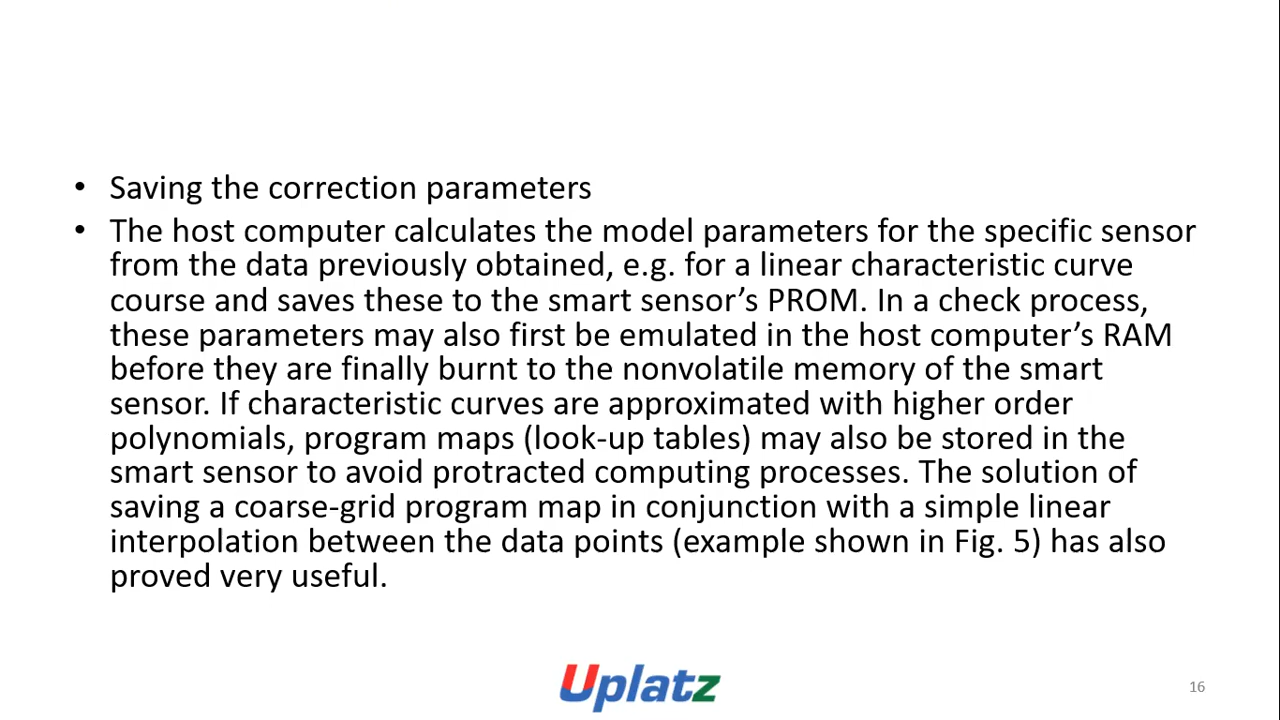 • Saving the correction parameters
• The host computer calculates the model parameters for the specific sensor
from the data previously obtained, e.g. for a linear characteristic curve
course and saves these to the smart sensor’s PROM. In a check process,
these parameters may also first be emulated in the host computer’s RAM
before they are finally burnt to the nonvolatile memory of the smart
sensor. If characteristic curves are approximated with higher order
polynomials, program maps (look-up tables) may also be stored in the
smart sensor to avoid protracted computing processes. The solution of
saving a coarse-grid program map in conjunction with a simple linear
interpolation between the data points (example shown in Fig. 5) has also
proved very useful.
Uplatz
16